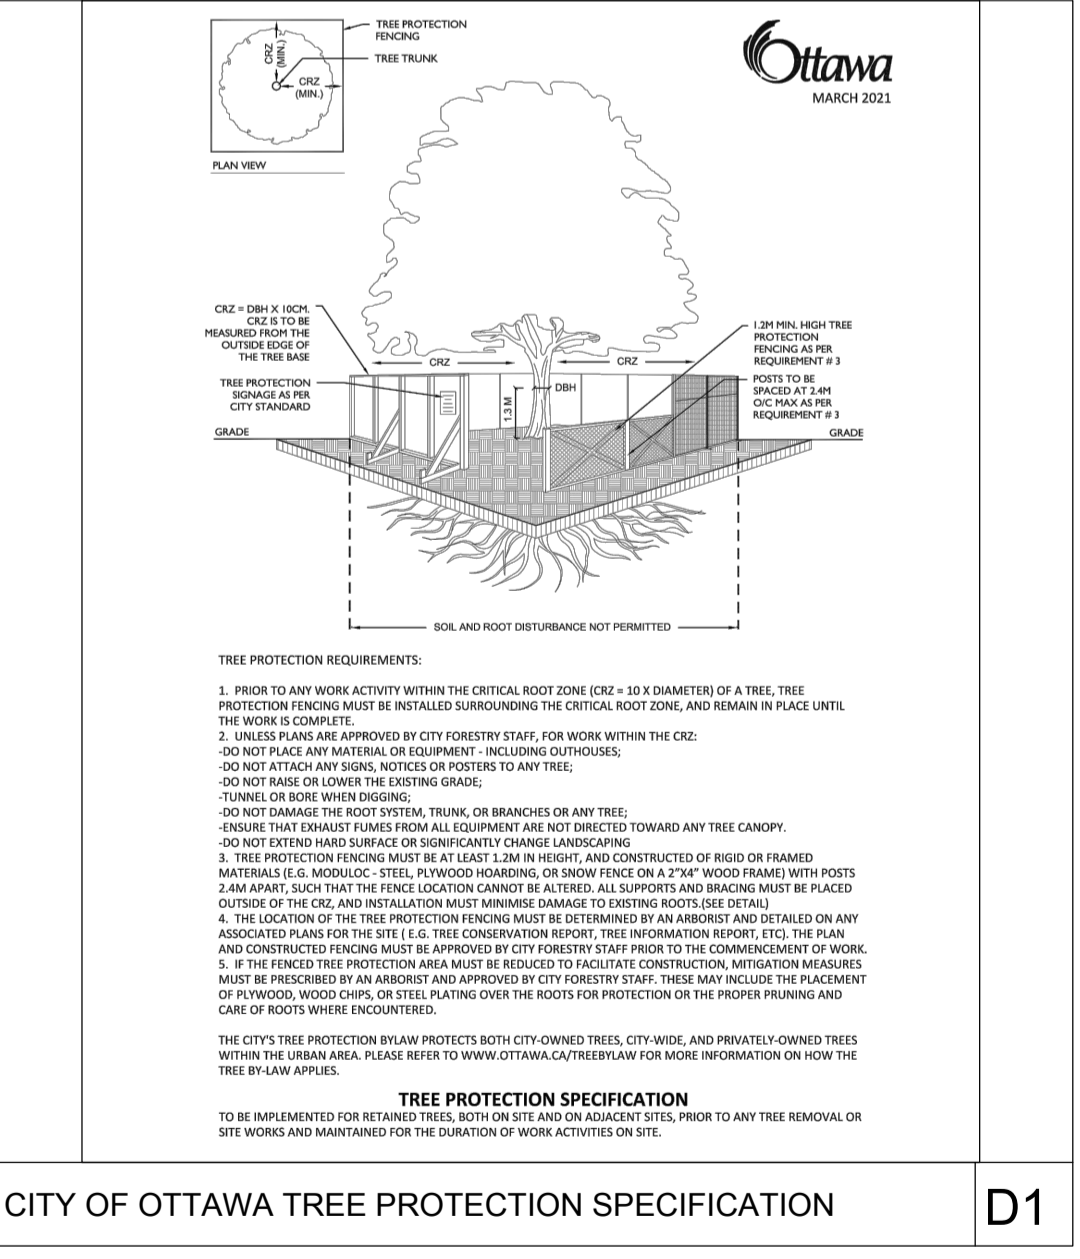 TREE PROTECTION
FENCING
TREE TRUNK
CRZ
(MIN.)
CRZ
(MIN.)
PLAN VIEW
Ottawa
MARCH 2021
CRZ = DBH X 10CM.
CRZ IS TO BE
MEASURED FROM THE
OUTSIDE EDGE OF
THE TREE BASE
TREE PROTECTION
SIGNAGE AS PER
CITY STANDARD
GRADE
CRZ
CRZ
1.3 M
DBH
1.2M MIN. HIGH TREE
PROTECTION
FENCING AS PER
REQUIREMENT # 3
POSTS TO BE
SPACED AT 2.4M
O/C MAX AS PER
REQUIREMENT # 3
GRADE
SOIL AND ROOT DISTURBANCE NOT PERMITTED
TREE PROTECTION REQUIREMENTS:
1. PRIOR TO ANY WORK ACTIVITY WITHIN THE CRITICAL ROOT ZONE (CRZ = 10 X DIAMETER) OF A TREE, TREE
PROTECTION FENCING MUST BE INSTALLED SURROUNDING THE CRITICAL ROOT ZONE, AND REMAIN IN PLACE UNTIL
THE WORK IS COMPLETE.
2. UNLESS PLANS ARE APPROVED BY CITY FORESTRY STAFF, FOR WORK WITHIN THE CRZ:
-DO NOT PLACE ANY MATERIAL OR EQUIPMENT - INCLUDING OUTHOUSES;
-DO NOT ATTACH ANY SIGNS, NOTICES OR POSTERS TO ANY TREE;
-DO NOT RAISE OR LOWER THE EXISTING GRADE;
-TUNNEL OR BORE WHEN DIGGING;
-DO NOT DAMAGE THE ROOT SYSTEM, TRUNK, OR BRANCHES OR ANY TREE;
-ENSURE THAT EXHAUST FUMES FROM ALL EQUIPMENT ARE NOT DIRECTED TOWARD ANY TREE CANOPY.
-DO NOT EXTEND HARD SURFACE OR SIGNIFICANTLY CHANGE LANDSCAPING
3. TREE PROTECTION FENCING MUST BE AT LEAST 1.2M IN HEIGHT, AND CONSTRUCTED OF RIGID OR FRAMED
MATERIALS (E.G. MODULOC - STEEL, PLYWOOD HOARDING, OR SNOW FENCE ON A 2"X4" WOOD FRAME) WITH POSTS
2.4M APART, SUCH THAT THE FENCE LOCATION CANNOT BE ALTERED. ALL SUPPORTS AND BRACING MUST BE PLACED
OUTSIDE OF THE CRZ, AND INSTALLATION MUST MINIMISE DAMAGE TO EXISTING ROOTS.(SEE DETAIL)
4. THE LOCATION OF THE TREE PROTECTION FENCING MUST BE DETERMINED BY AN ARBORIST AND DETAILED ON ANY
ASSOCIATED PLANS FOR THE SITE ( E.G. TREE CONSERVATION REPORT, TREE INFORMATION REPORT, ETC). THE PLAN
AND CONSTRUCTED FENCING MUST BE APPROVED BY CITY FORESTRY STAFF PRIOR TO THE COMMENCEMENT OF WORK.
5. IF THE FENCED TREE PROTECTION AREA MUST BE REDUCED TO FACILITATE CONSTRUCTION, MITIGATION MEASURES
MUST BE PRESCRIBED BY AN ARBORIST AND APPROVED BY CITY FORESTRY STAFF. THESE MAY INCLUDE THE PLACEMENT
OF PLYWOOD, WOOD CHIPS, OR STEEL PLATING OVER THE ROOTS FOR PROTECTION OR THE PROPER PRUNING AND
CARE OF ROOTS WHERE ENCOUNTERED.
THE CITY'S TREE PROTECTION BYLAW PROTECTS BOTH CITY-OWNED TREES, CITY-WIDE, AND PRIVATELY-OWNED TREES
WITHIN THE URBAN AREA. PLEASE REFER TO WWW.OTTAWA.CA/TREEBYLAW FOR MORE INFORMATION ON HOW THE
TREE BY-LAW APPLIES.
TREE PROTECTION SPECIFICATION
TO BE IMPLEMENTED FOR RETAINED TREES, BOTH ON SITE AND ON ADJACENT SITES, PRIOR TO ANY TREE REMOVAL OR
SITE WORKS AND MAINTAINED FOR THE DURATION OF WORK ACTIVITIES ON SITE.
CITY OF OTTAWA TREE PROTECTION SPECIFICATION
D1